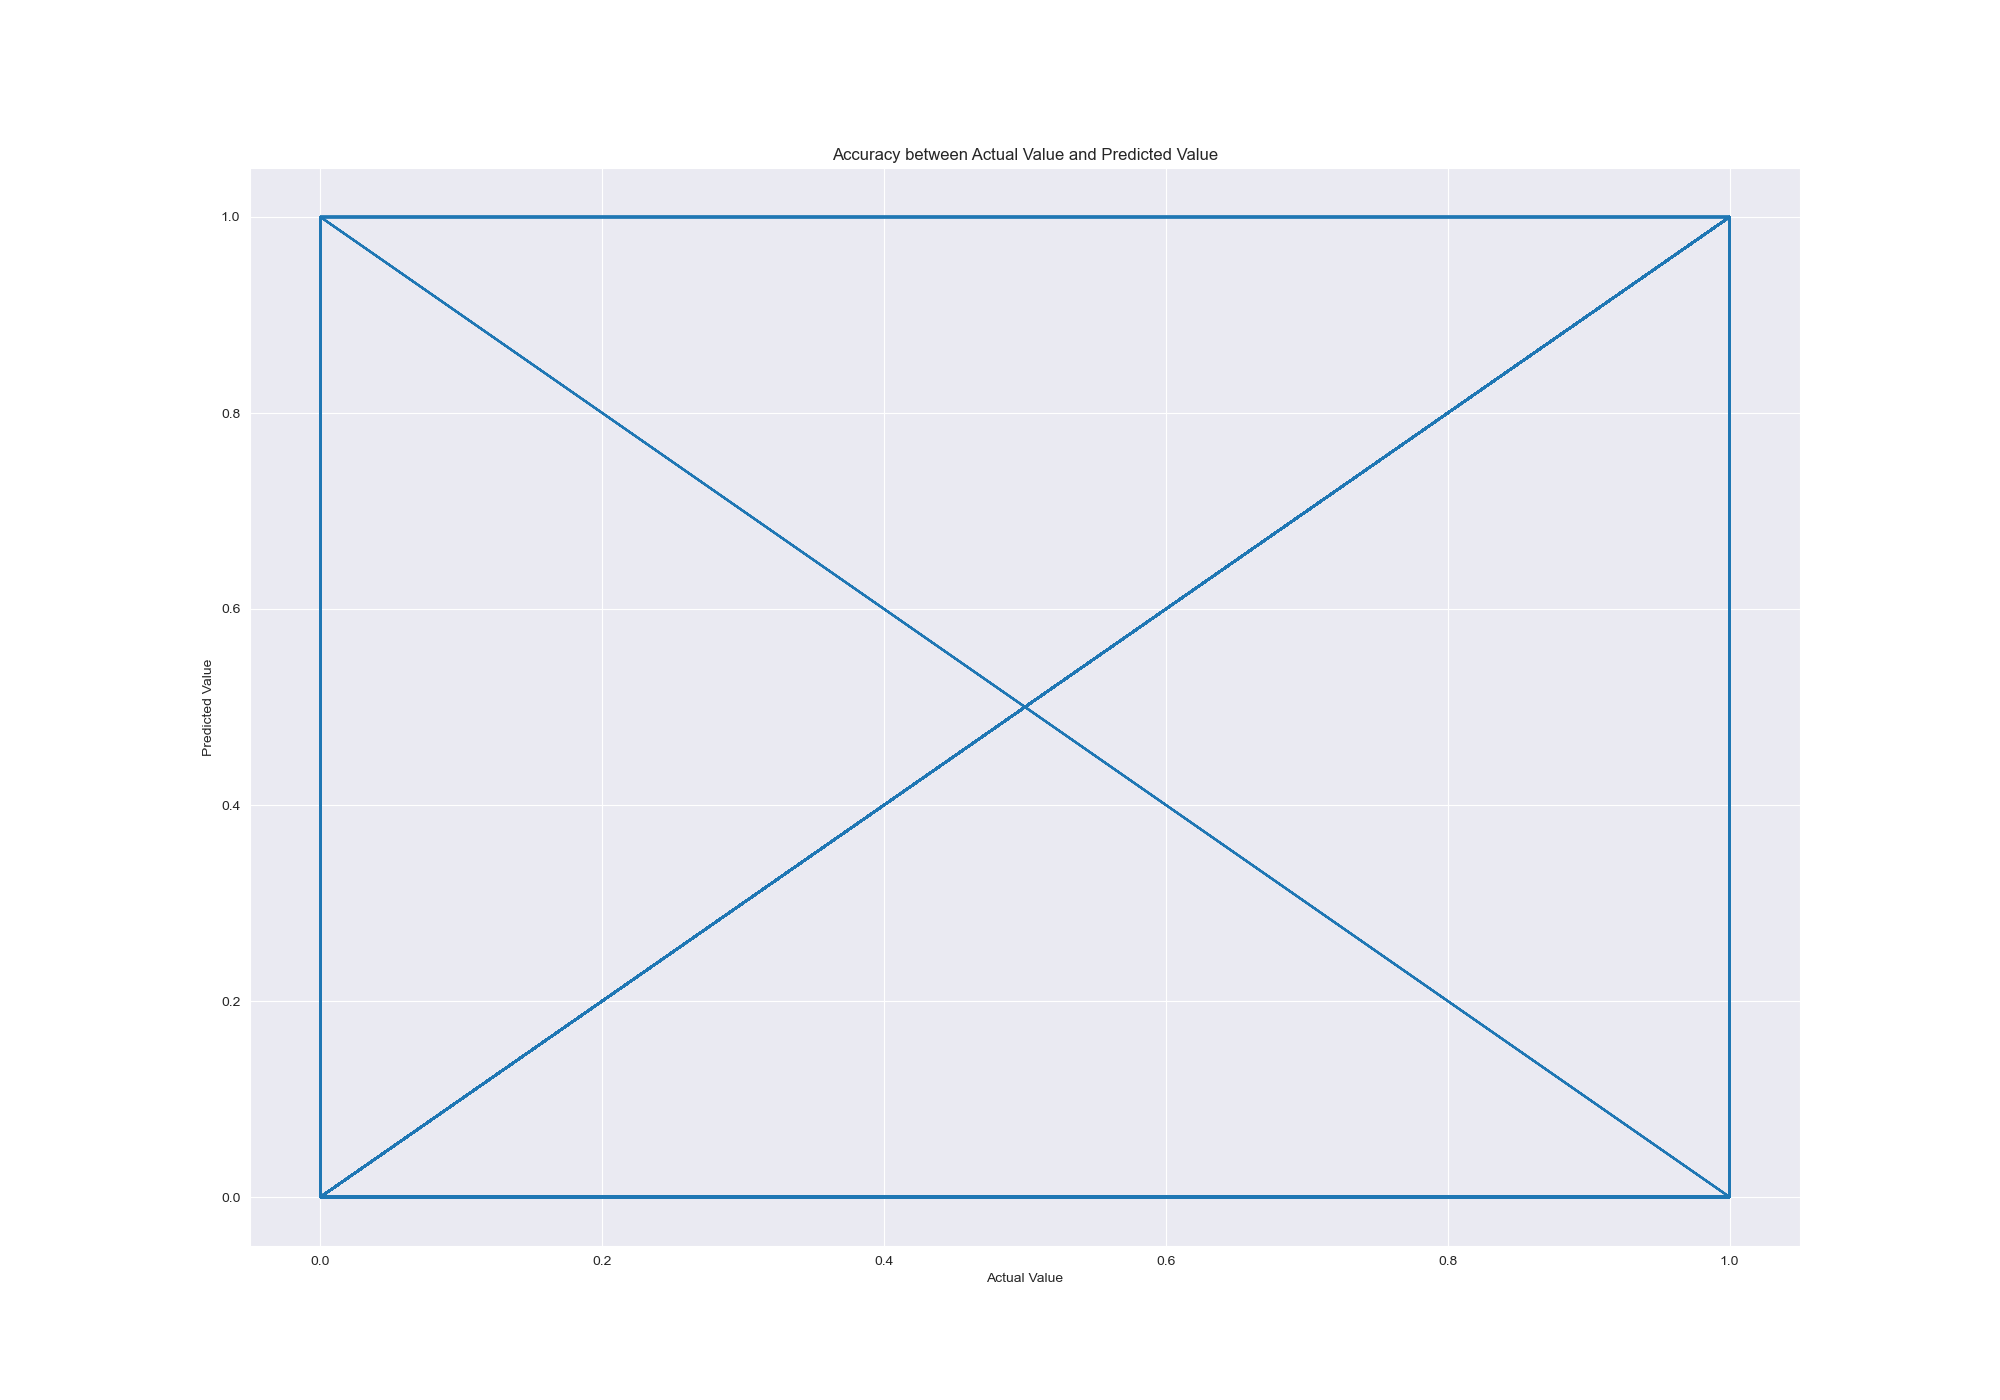 Accuracy between Actual Value and Predicted Value
1.0
0.8
0.6
0.4
0.2
0.0
Predicted Value
0.0 0.2 0.4 0.6 0.8 1.0
Actual Value